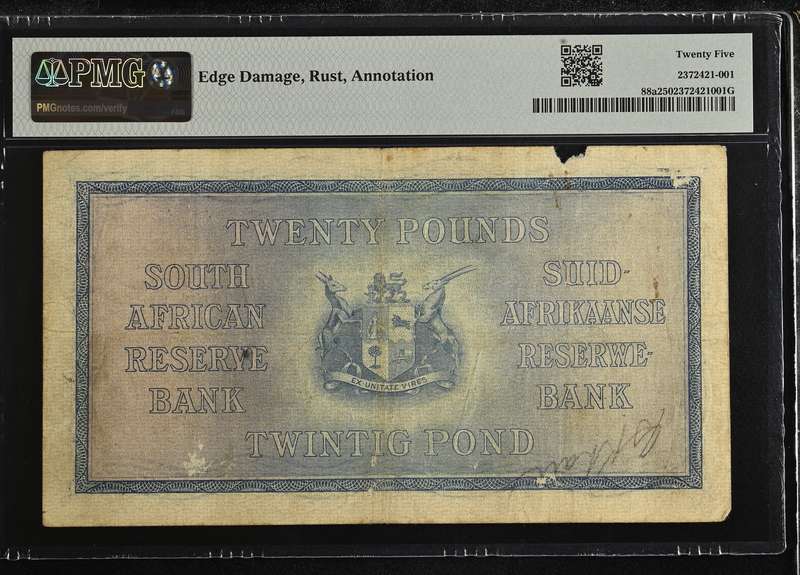 PMG
PMGnotes.com/verify
Edge Damage, Rust, Annotation
Twenty Five
2372421-001
88a2502372421001G
TWENTY POUNDS
SOUTH
AFRICAN
RESERVE
BANK
SUID-
AFRIKAANSE
RESERWE-
BANK
EX UNITATE VIRES
TWINTIG POND